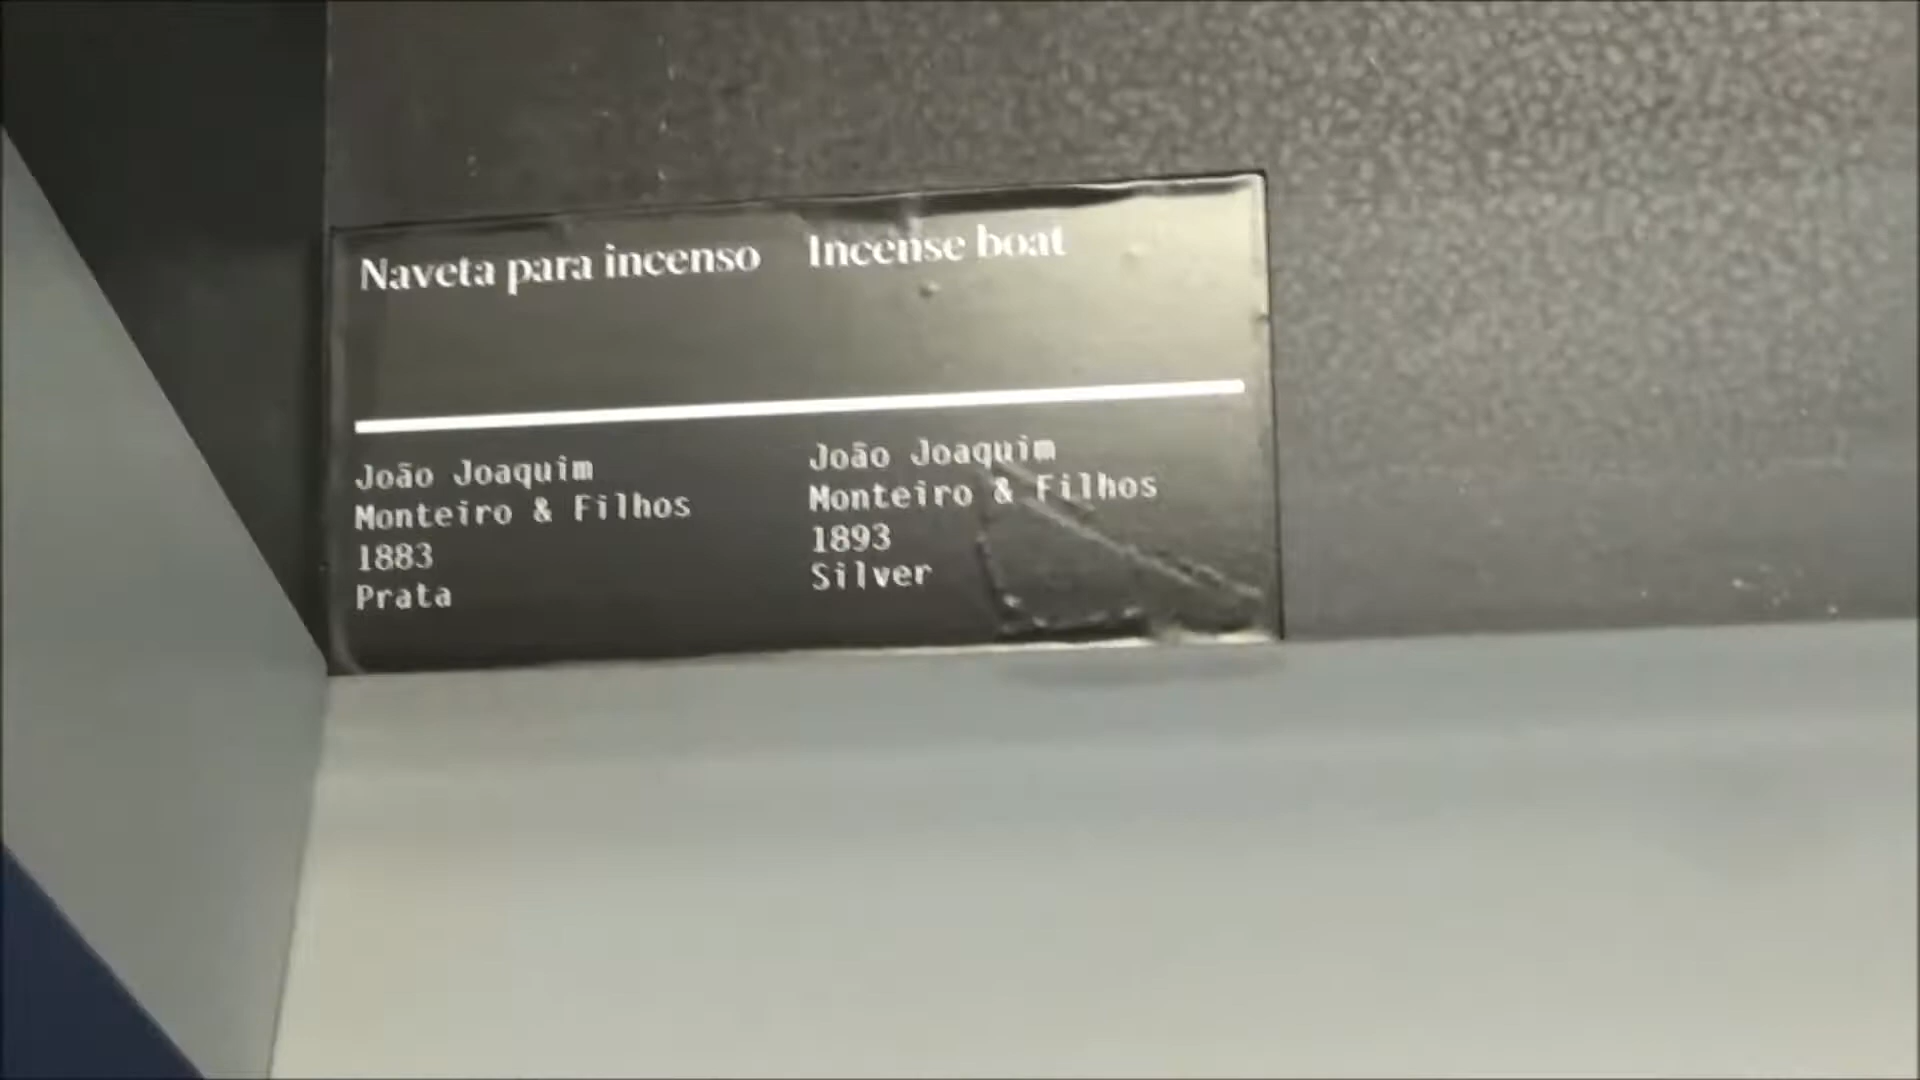 Naveta para incenso
João Joaquim
Monteiro & Filhos
1883
Prata
Incense boat
João Joaquim
Monteiro & Filhos
1893
Silver